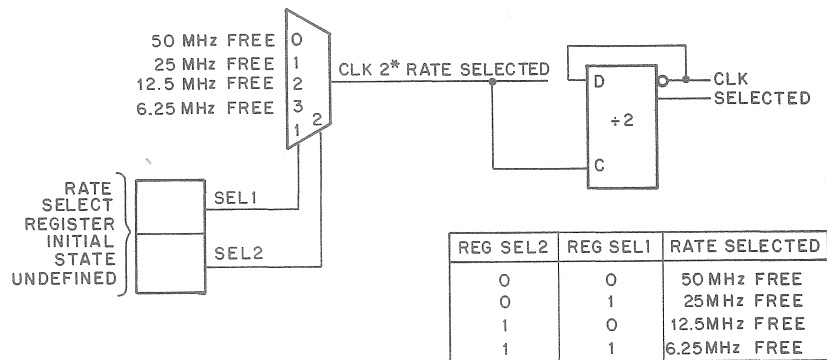 50 MHz FREE 0
25 MHz FREE 1
12.5 MHz FREE 2
6.25 MHz FREE 3
1 2
CLK 2* RATE SELECTED
D
÷2
C
CLK
SELECTED
RATE
SELECT
REGISTER
INITIAL
STATE
UNDEFINED
SEL1
SEL2
REG SEL2 REG SEL1 RATE SELECTED
0 0 50 MHz FREE
0 1 25MHz FREE
1 0 12.5MHz FREE
1 1 6.25MHz FREE